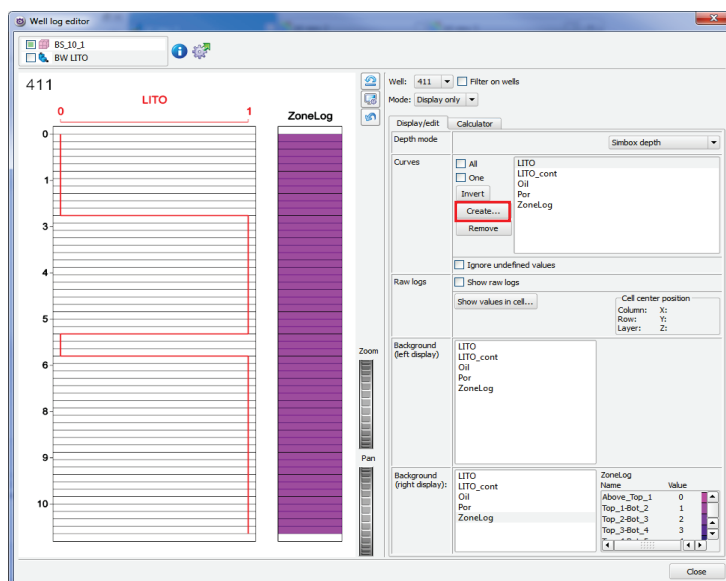 Well log editor
BS_10_1
BW LITO
411
LITO
0 1
ZoneLog
0
1
3
4
5
6
8
9
10
Zoom
Pan
Well: 411 Filter on wells
Mode: Display only
Display/edit Calculator
Depth mode Simbox depth
Curves
All
One
Invert
Create...
Remove
LITO
LITO_cont
Oil
Por
ZoneLog
Ignore undefined values
Raw logs Show raw logs
Show values in cell...
Cell center position
Column: X:
Row: Y:
Layer: Z:
Background
(left display)
LITO
LITO_cont
Oil
Por
ZoneLog
Background
(right display):
LITO
LITO_cont
Oil
Por
ZoneLog
ZoneLog
Name Value
Above_Top_1 0
Top_1-Bot_2 1
Top_2-Bot_3 2
Top_3-Bot_4 3
Close